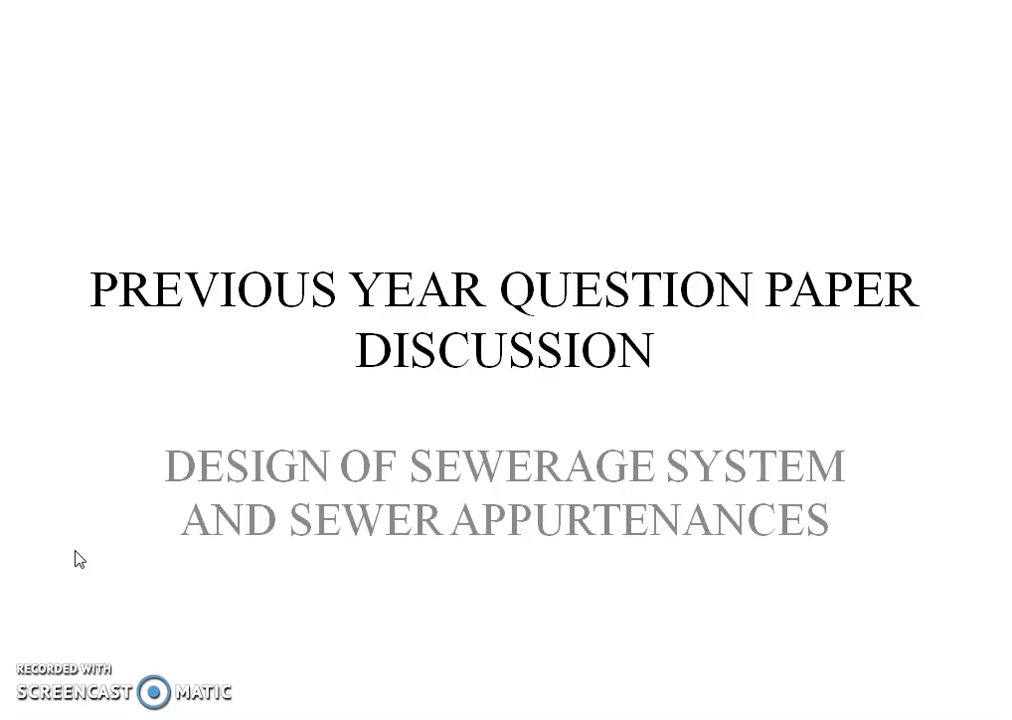 PREVIOUS YEAR QUESTION PAPER
DISCUSSION
DESIGN OF SEWERAGE SYSTEM
AND SEWER APPURTENANCES
RECORDED WITH
SCREENCAST MATIC